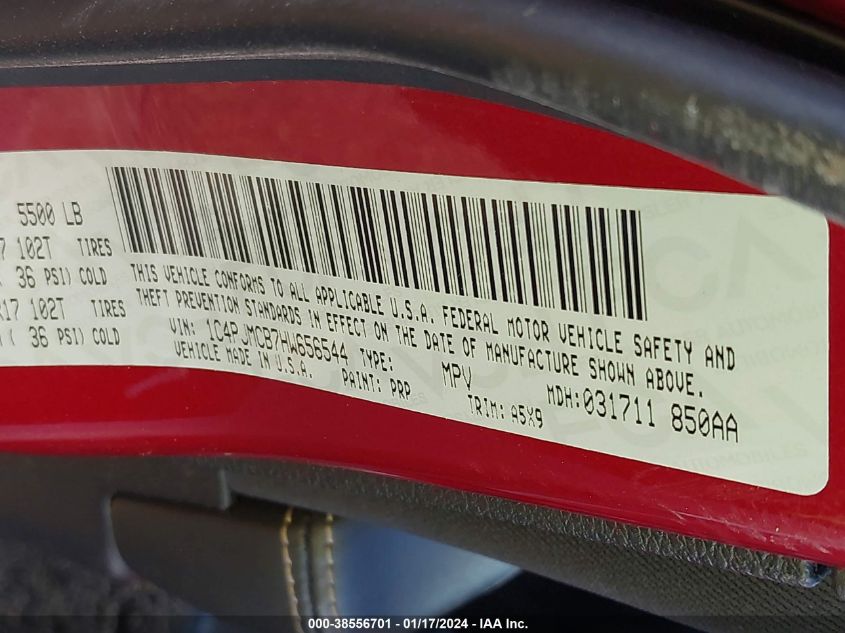 5500 LB
7 102T TIRES
36 PSI) COLD
R17 102T TIRES
( 36 PSI) COLD
THIS VEHICLE CONFORMS TO ALL APPLICABLE U.S.A. FEDERAL MOTOR VEHICLE SAFETY AND
THEFT PREVENTION STANDARDS IN EFFECT ON THE DATE OF MANUFACTURE SHOWN ABOVE.
VIN: 1C4PJMCB7HW656544 TYPE: MPV MDH:031711 850AA
VEHICLE MADE IN U.S.A. PAINT: PRP TRIM: A5X9
000-38556701 - 01/17/2024 - IAA Inc.